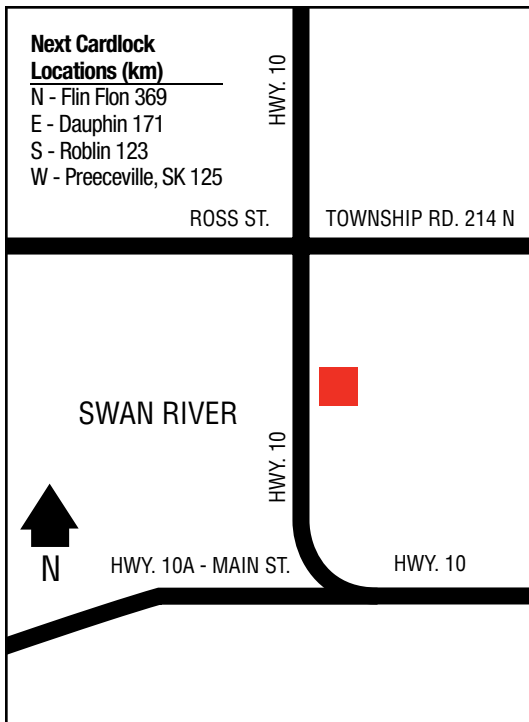 Next Cardlock
Locations (km)
N - Flin Flon 369
E - Dauphin 171
S - Roblin 123
W - Preeceville, SK 125
HWY. 10
ROSS ST.
TOWNSHIP RD. 214 N
SWAN RIVER
HWY. 10
N
HWY. 10A - MAIN ST.
HWY. 10